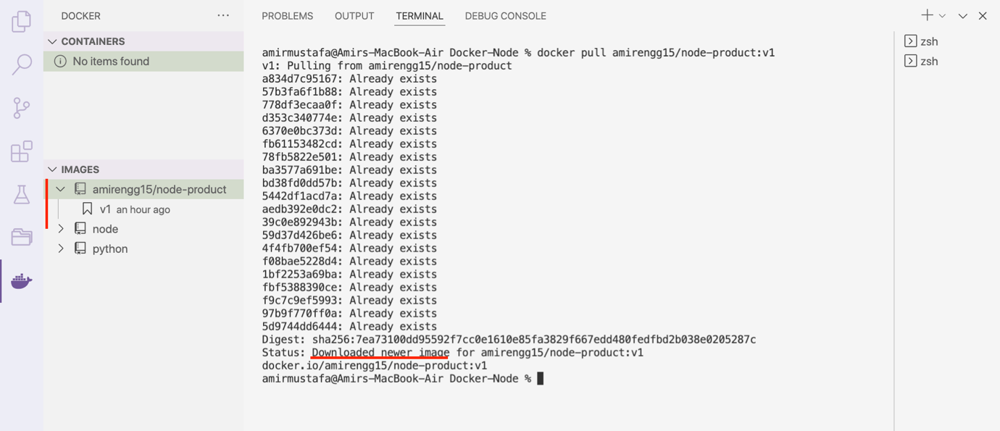 DOCKER
CONTAINERS
No items found
IMAGES
amirengg15/node-product
v1 an hour ago
node
python
PROBLEMS OUTPUT TERMINAL DEBUG CONSOLE
amirmustafa@Amirs-MacBook-Air Docker-Node % docker pull amirengg15/node-product:v1
v1: Pulling from amirengg15/node-product
a834d7c95167: Already exists
57b3fa6f1b88: Already exists
778df3ecaa0f: Already exists
d353c340774e: Already exists
6370e0bc373d: Already exists
fb61153482cd: Already exists
78fb5822e501: Already exists
ba3577a691be: Already exists
bd38fd0dd57b: Already exists
5442df1acd7a: Already exists
aedb392e0dc2: Already exists
39c0e892943b: Already exists
59d37d426be6: Already exists
4f4fb700ef54: Already exists
f08bae5228d4: Already exists
1bf2253a69ba: Already exists
fbf5388390ce: Already exists
f9c7c9ef5993: Already exists
97b9f770ff0a: Already exists
5d9744dd6444: Already exists
Digest: sha256:7ea73100dd95592f7cc0e1610e85fa3829f667edd480fedfbd2b038e0205287c
Status: Downloaded newer image for amirengg15/node-product:v1
docker.io/amirengg15/node-product:v1
amirmustafa@Amirs-MacBook-Air Docker-Node %
zsh
zsh